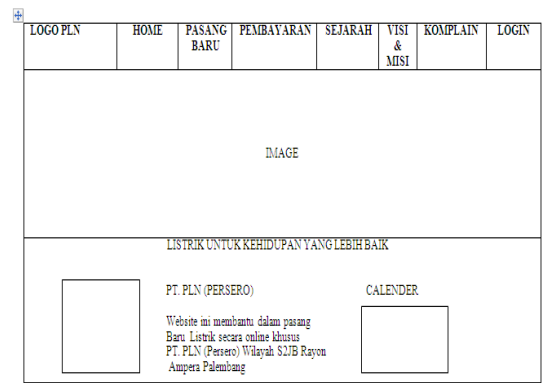 LOGO PLN HOME PASANG BARU PEMBAYARAN SEJARAH VISI & MISI KOMPLAIN LOGIN
IMAGE
LISTRIK UNTUK KEHIDUPAN YANG LEBIH BAIK
PT. PLN (PERSERO)
Website ini membantu dalam pasang
Baru Listrik secara online khusus
PT. PLN (Persero) Wilayah S2JB Rayon
Ampera Palembang
CALENDER